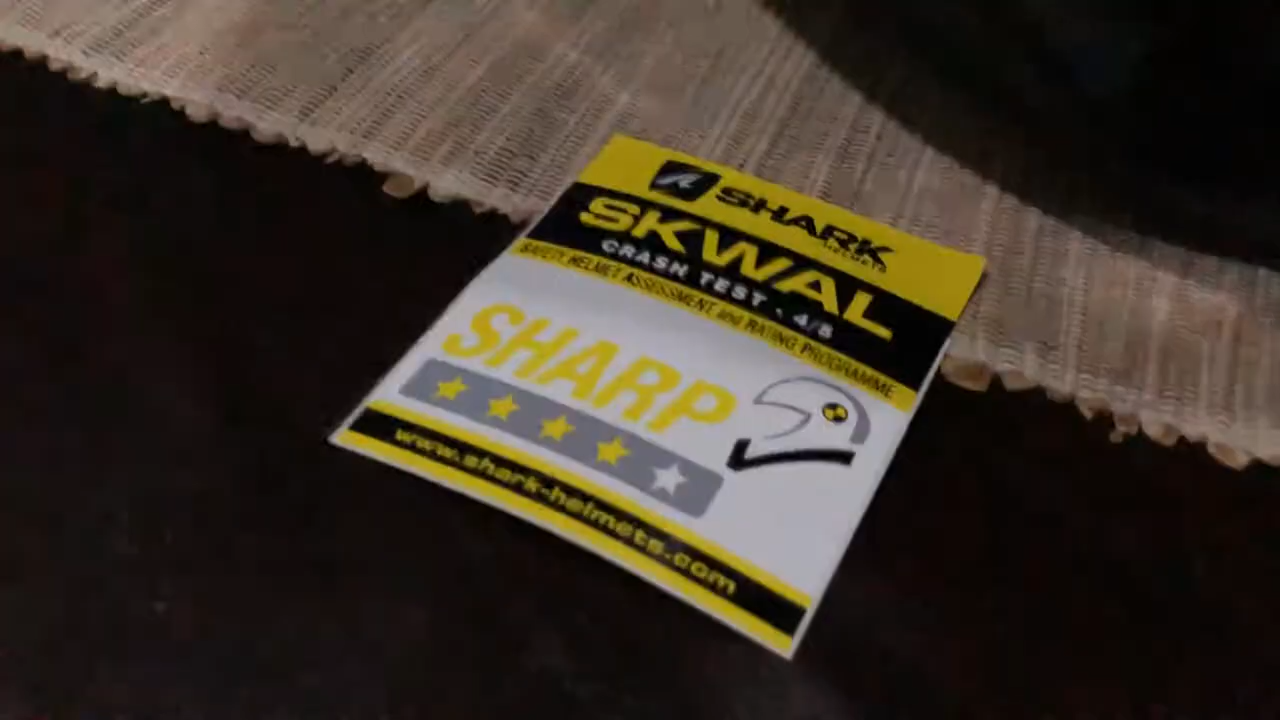 SHARK
HELMETS
SKWAL
CRASH TEST . 4/5
SAFETY HELMET ASSESSMENT and RATING PROGRAMME
SHARP
www.shark-helmets.com